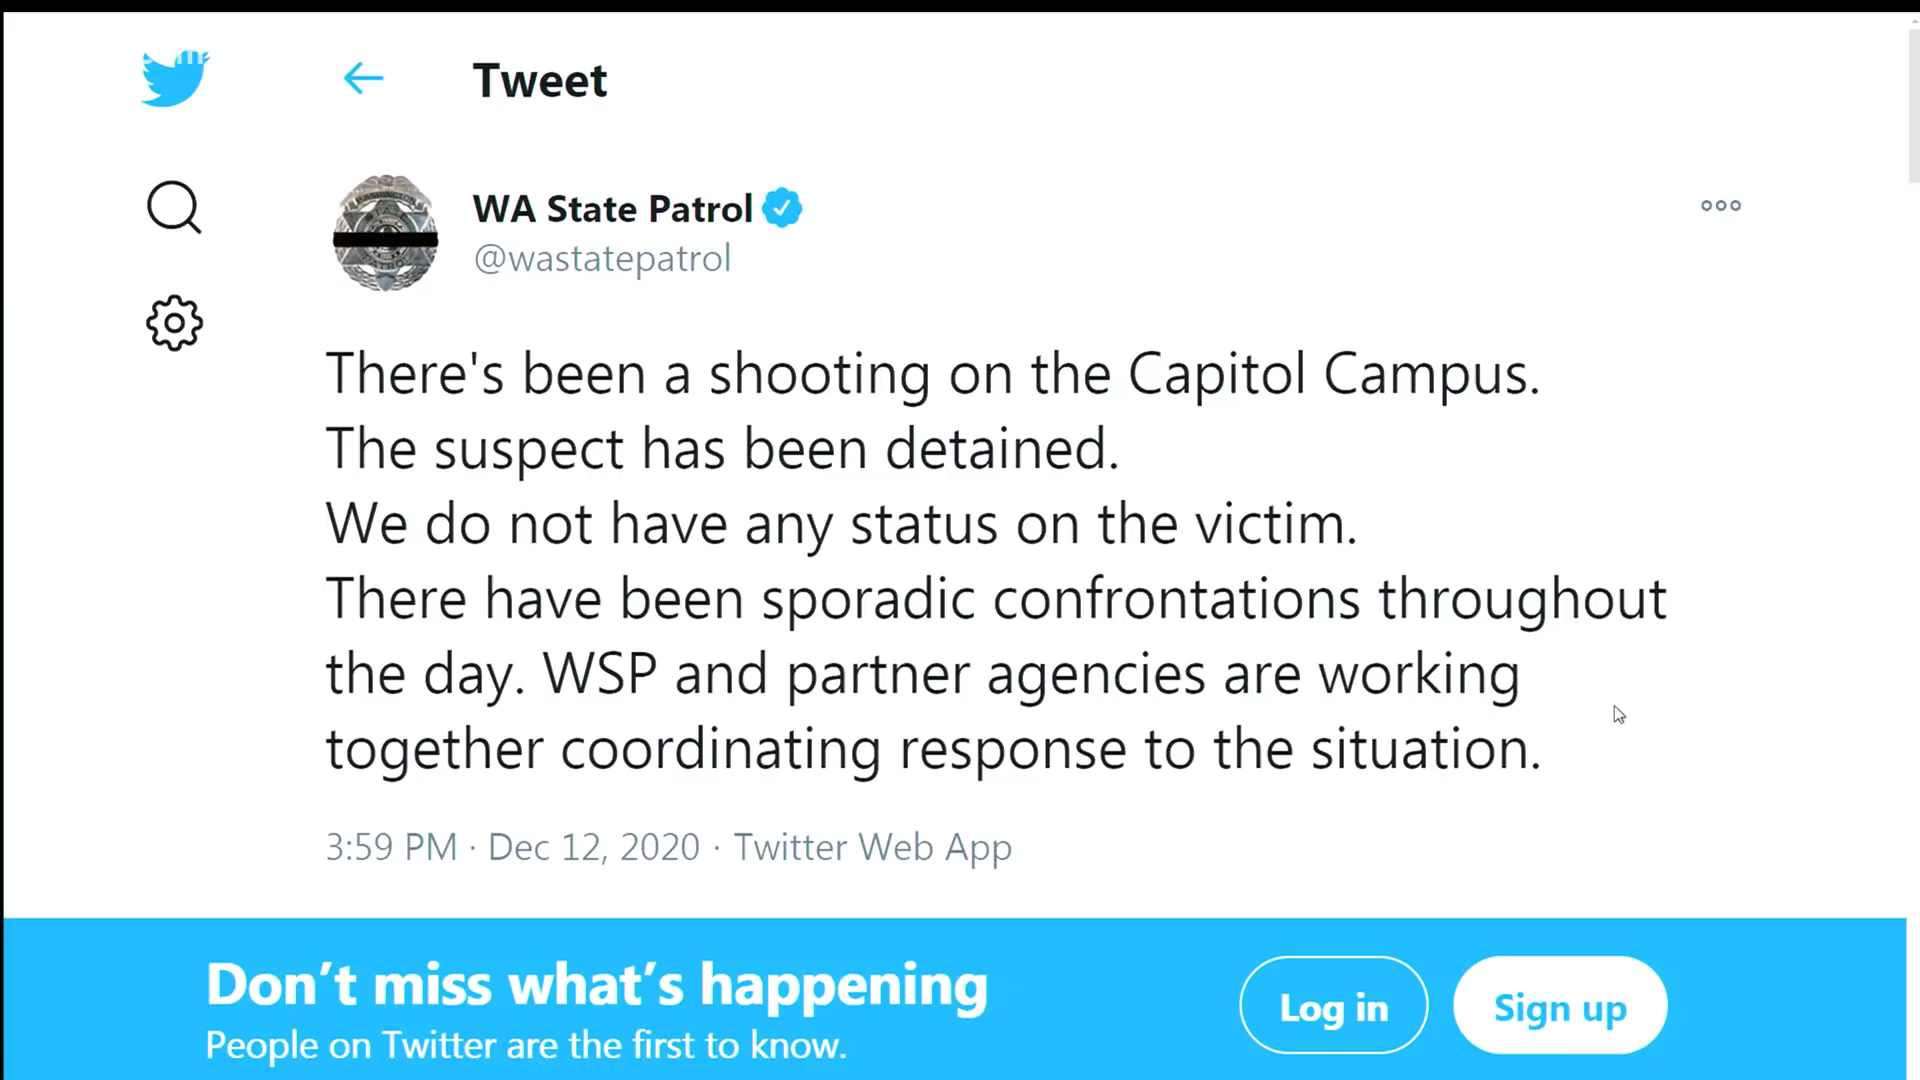 Tweet
WA State Patrol
@wastatepatrol
There's been a shooting on the Capitol Campus.
The suspect has been detained.
We do not have any status on the victim.
There have been sporadic confrontations throughout
the day. WSP and partner agencies are working
together coordinating response to the situation.
3:59 PM · Dec 12, 2020 · Twitter Web App
Don’t miss what’s happening
People on Twitter are the first to know.
Log in
Sign up